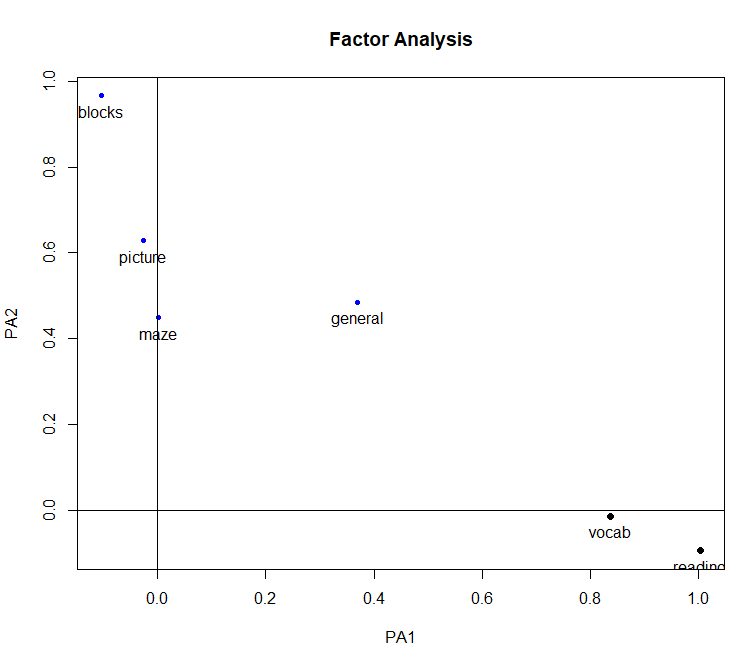 Factor Analysis
1.0
blocks
0.8
picture
0.6
general
maze
0.4
PA2
0.2
0.0
vocab
reading
0.0 0.2 0.4 0.6 0.8 1.0
PA1